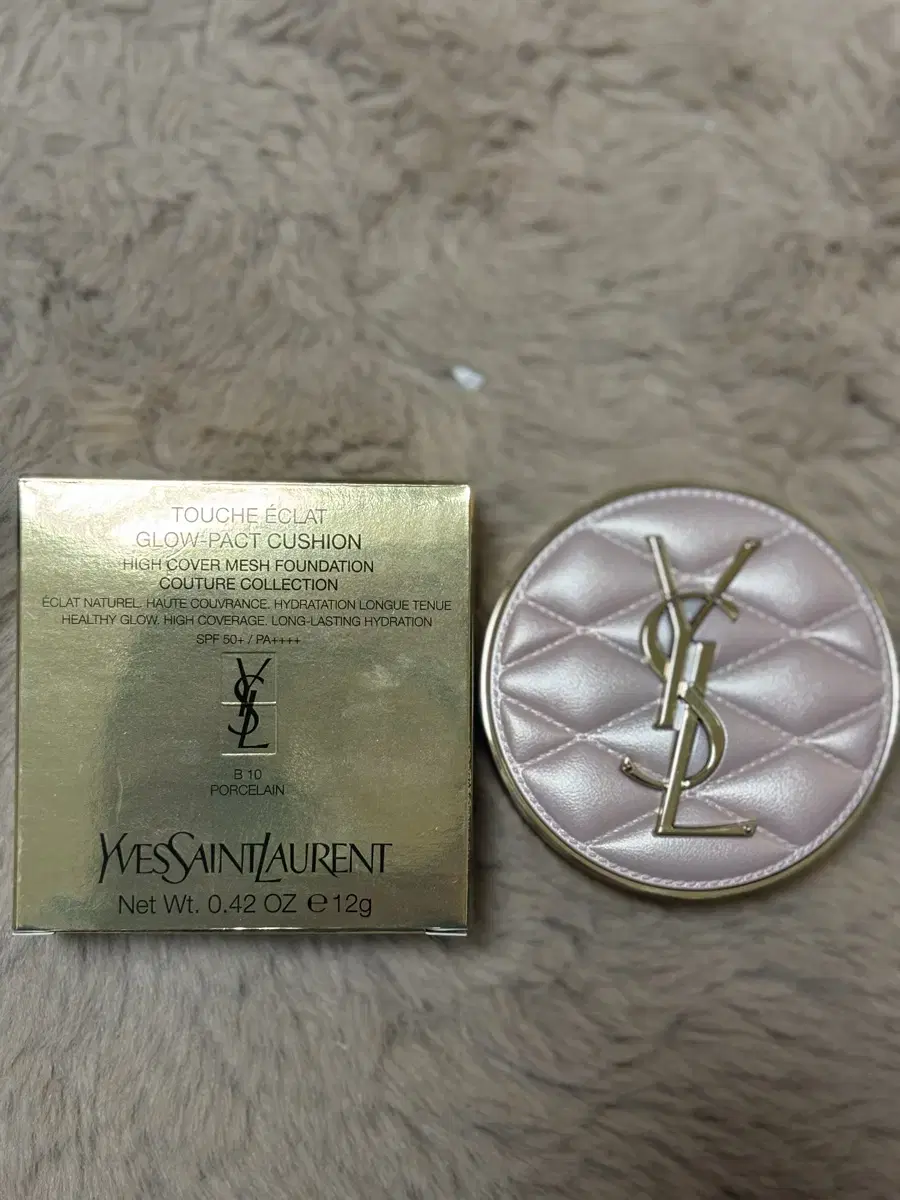 TOUCHE ÉCLAT
GLOW-PACT CUSHION
HIGH COVER MESH FOUNDATION
COUTURE COLLECTION
ÉCLAT NATUREL. HAUTE COUVRANCE. HYDRATATION LONGUE TENUE
HEALTHY GLOW. HIGH COVERAGE. LONG-LASTING HYDRATION
SPF 50+ / PA++++
YSL
B 10
PORCELAIN
YVESSAINTLAURENT
Net Wt. 0.42 OZ e 12g
YSL